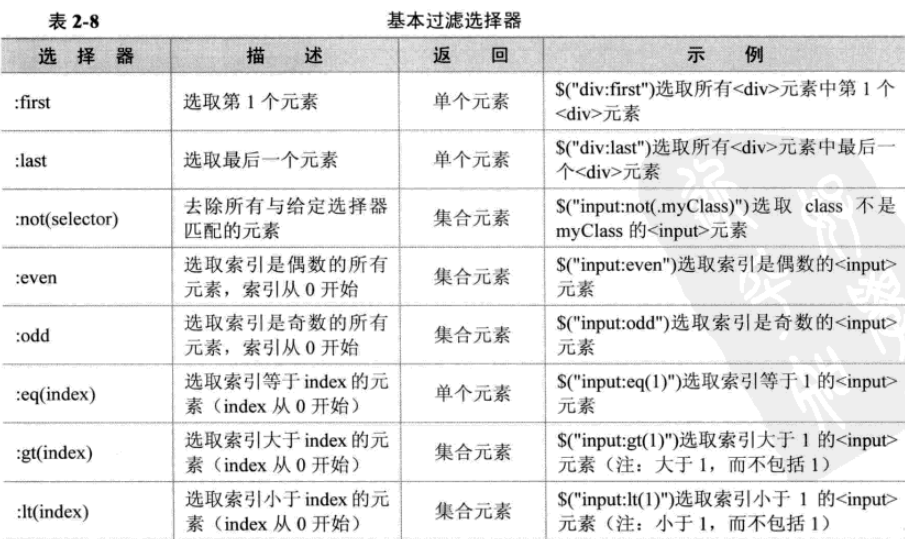 表 2-8 基本过滤选择器
选 择 器 描 述 返 回 示 例
:first 选取第 1 个元素 单个元素 $("div:first")选取所有<div>元素中第 1 个
<div>元素
:last 选取最后一个元素 单个元素 $("div:last")选取所有<div>元素中最后一
个<div>元素
:not(selector) 去除所有与给定选择器
匹配的元素 集合元素 $("input:not(.myClass)")选取 class 不是
myClass 的<input>元素
:even 选取索引是偶数的所有
元素，索引从 0 开始 集合元素 $("input:even")选取索引是偶数的<input>
元素
:odd 选取索引是奇数的所有
元素，索引从 0 开始 集合元素 $("input:odd")选取索引是奇数的<input>
元素
:eq(index) 选取索引等于 index 的元
素（index 从 0 开始） 单个元素 $("input:eq(1)")选取索引等于 1 的<input>
元素
:gt(index) 选取索引大于 index 的元
素（index 从 0 开始） 集合元素 $("input:gt(1)")选取索引大于 1 的<input>
元素（注：大于 1，而不包括 1）
:lt(index) 选取索引小于 index 的元
素（index 从 0 开始） 集合元素 $("input:lt(1)")选取索引小于 1 的<input>
元素（注：小于 1，而不包括 1）